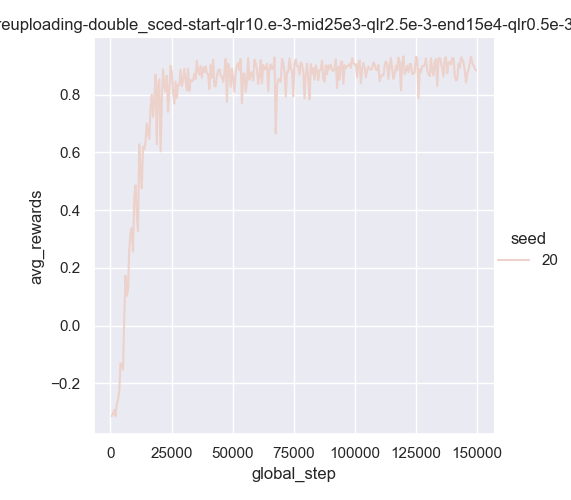 reuploading-double_sced-start-qlr10.e-3-mid25e3-qlr2.5e-3-end15e4-qlr0.5e-3
0.8
0.6
0.4
0.2
0.0
−0.2
avg_rewards
seed
20
0 25000 50000 75000 100000 125000 150000
global_step